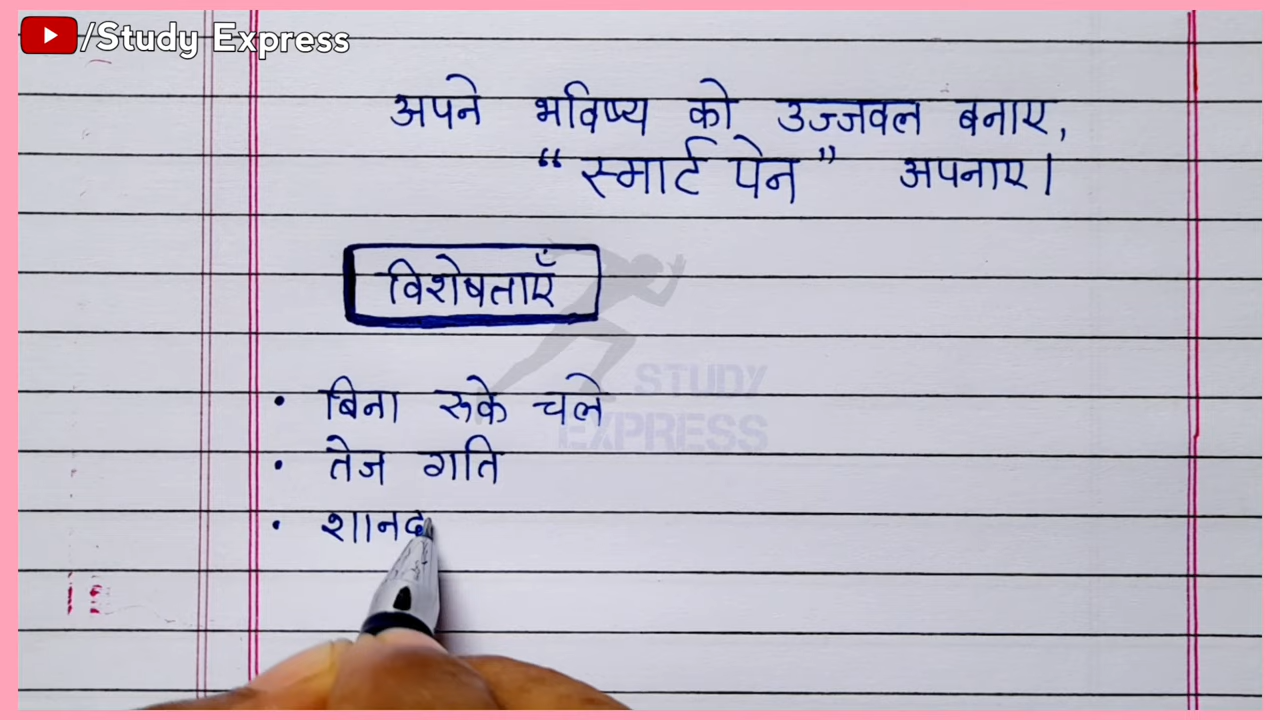 /Study Express
अपने भविष्य को उज्जवल बनाए,
“ स्मार्ट पेन ” अपनाए।
विशेषताएँ
• बिना रुके चले
• तेज गति
• शानद
STUDY
EXPRESS